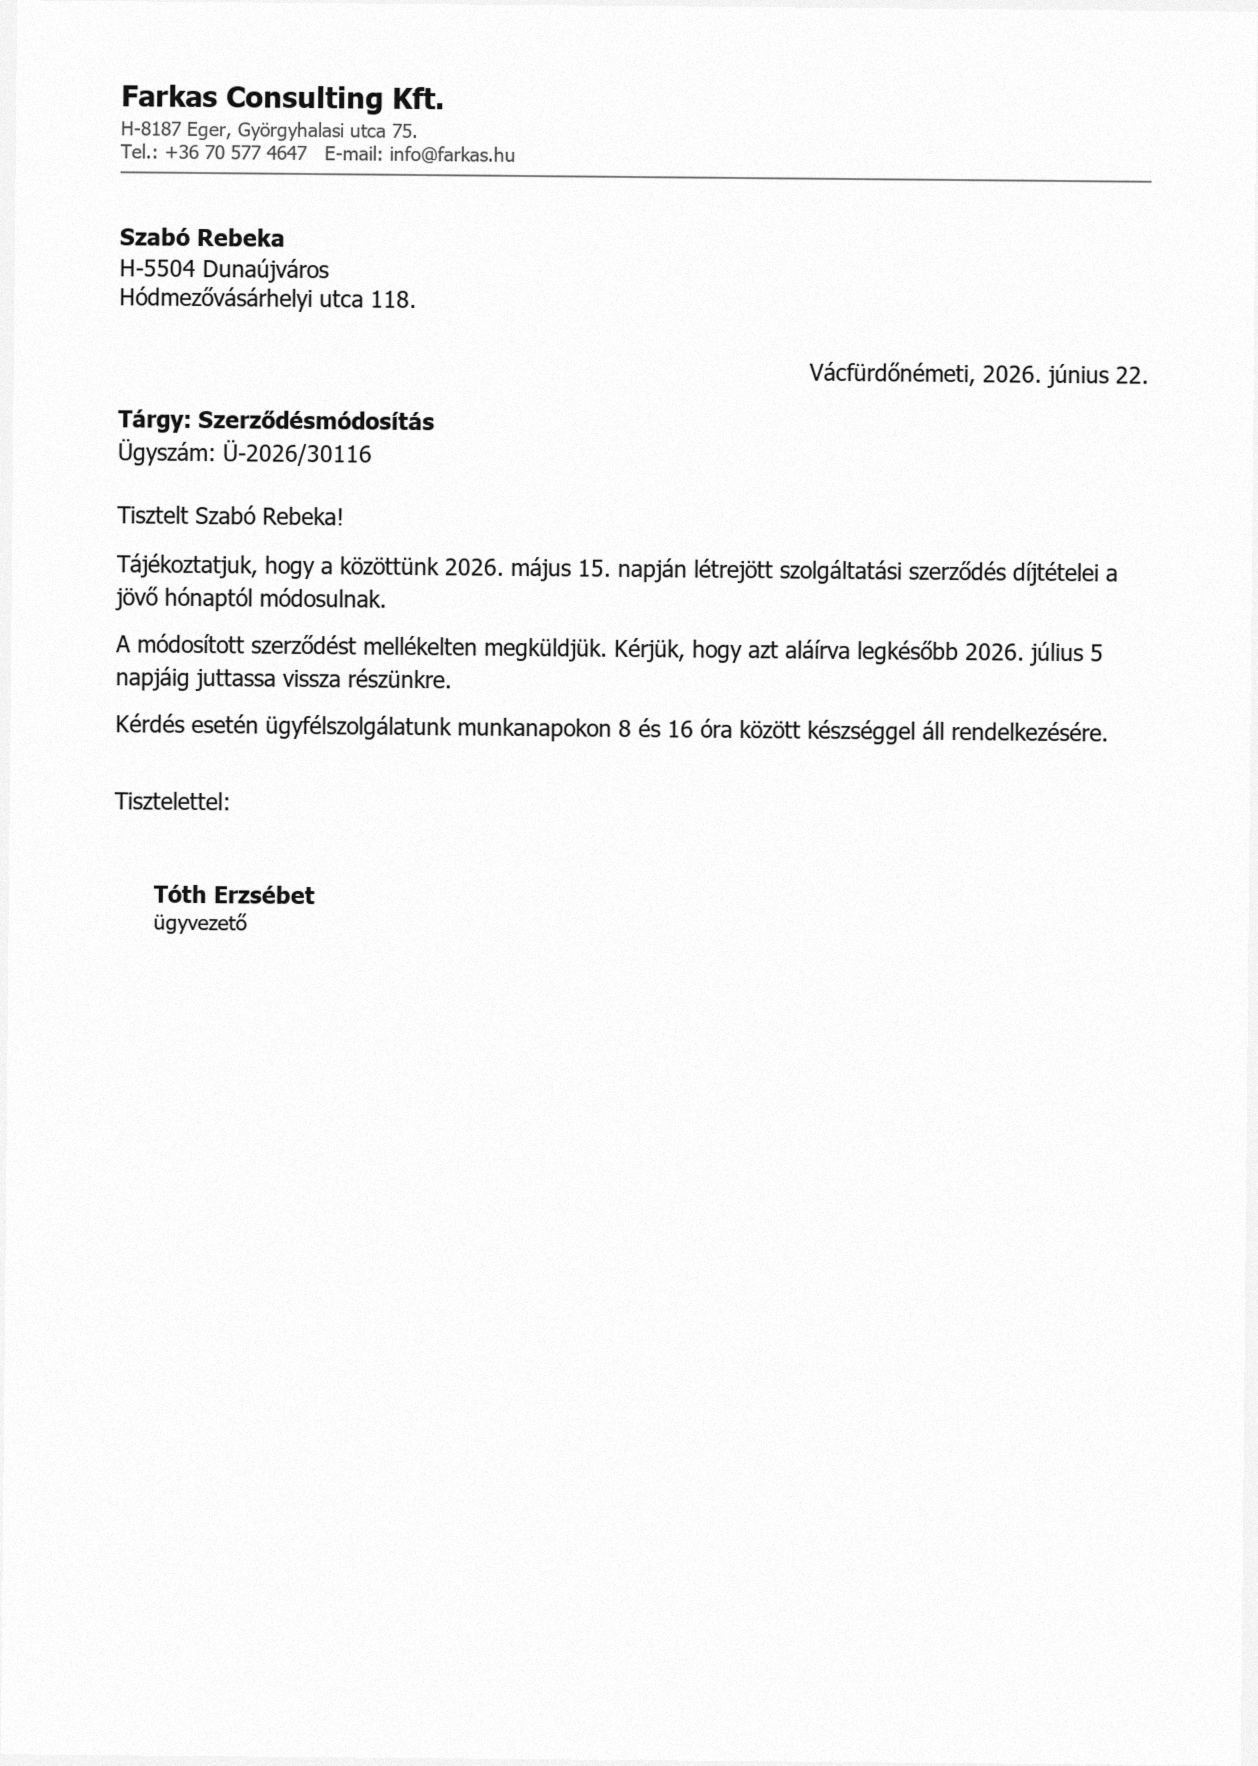 Farkas Consulting Kft.
H-8187 Eger, Györgyhalasi utca 75.
Tel.: +36 70 577 4647 E-mail: info@farkas.hu
Szabó Rebeka
H-5504 Dunaújváros
Hódmezővásárhelyi utca 118.
Vácfürdőnémeti, 2026. június 22.
Tárgy: Szerződésmódosítás
Ügyszám: Ü-2026/30116
Tisztelt Szabó Rebeka!
Tájékoztatjuk, hogy a közöttünk 2026. május 15. napján létrejött szolgáltatási szerződés díjtételei a
jövő hónaptól módosulnak.
A módosított szerződést mellékelten megküldjük. Kérjük, hogy azt aláírva legkésőbb 2026. július 5
napjáig juttassa vissza részünkre.
Kérdés esetén ügyfélszolgálatunk munkanapokon 8 és 16 óra között készséggel áll rendelkezésére.
Tisztelettel:
Tóth Erzsébet
ügyvezető